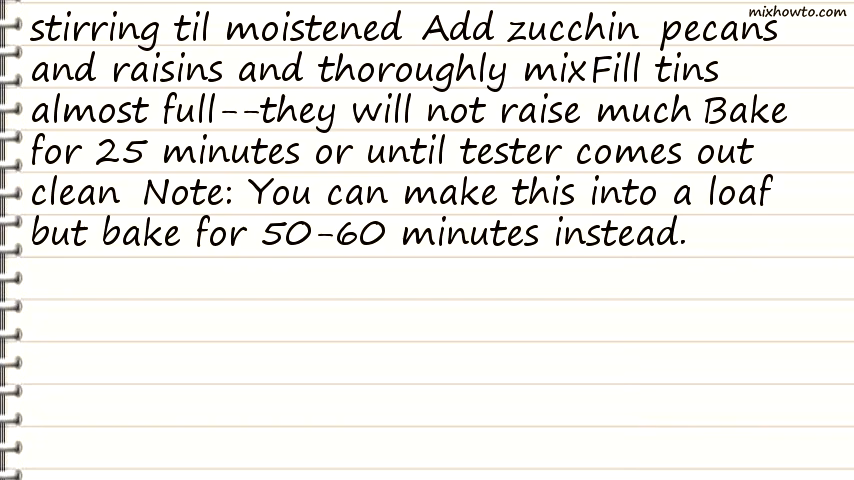 mixhowto.com
stirring til moistened Add zucchin pecans
and raisins and thoroughly mixFill tins
almost full--they will not raise much Bake
for 25 minutes or until tester comes out
clean Note: You can make this into a loaf
but bake for 50-60 minutes instead.